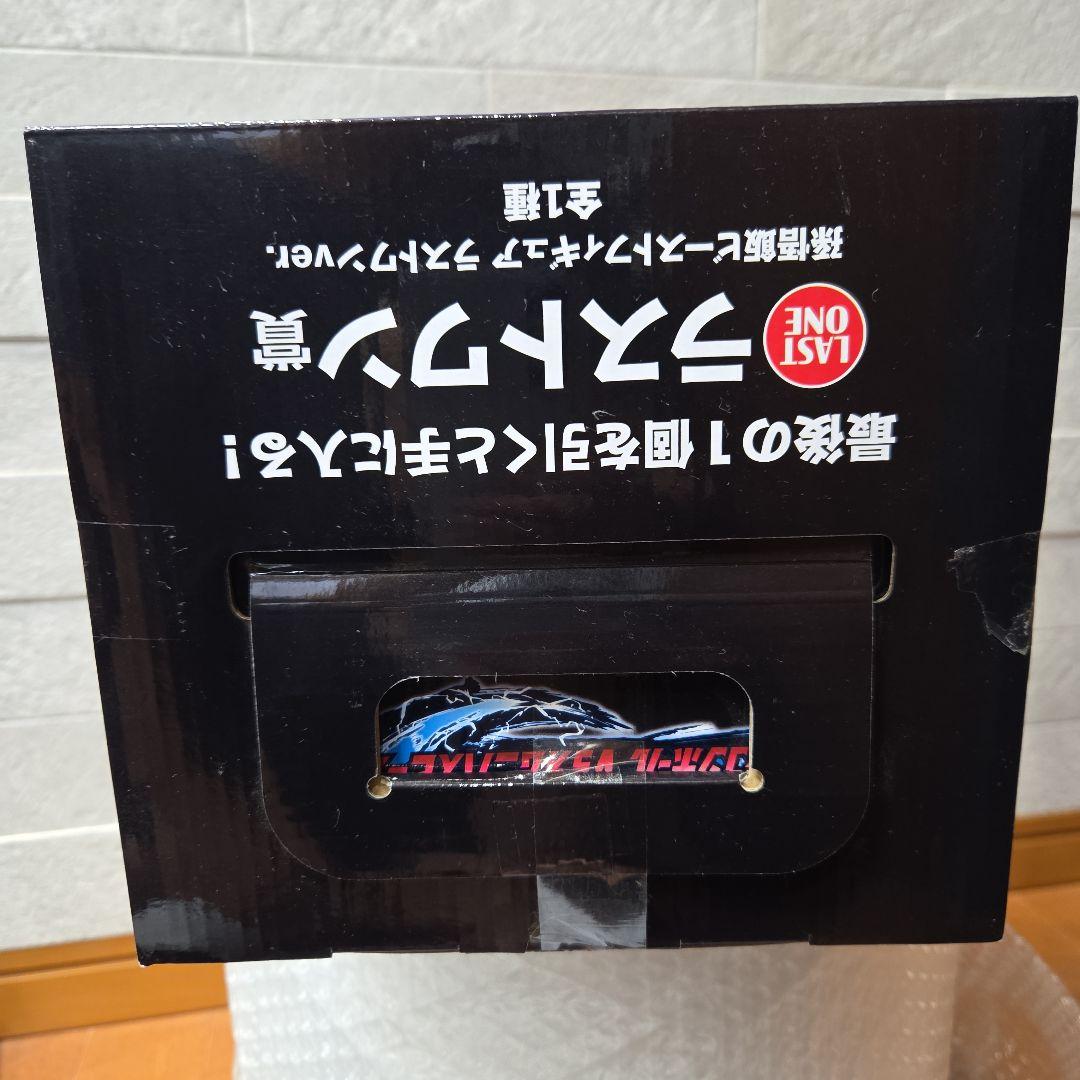 最後の1個を引くと手に入る!
LAST
ONE
ラストワン賞
孫悟飯ビーストフィギュア ラストワンver.
全1種